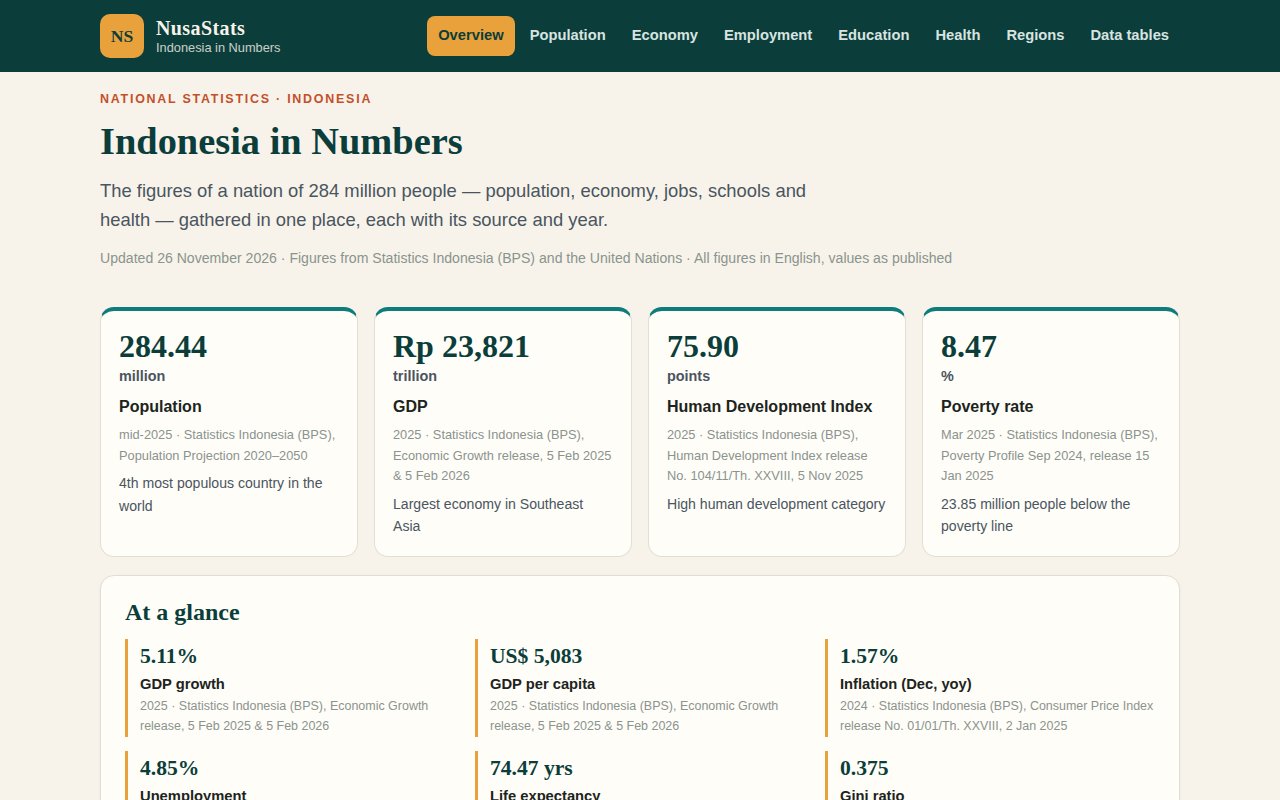 NS
NusaStats
Indonesia in Numbers
Overview
Population
Economy
Employment
Education
Health
Regions
Data tables
NATIONAL STATISTICS · INDONESIA
Indonesia in Numbers
The figures of a nation of 284 million people — population, economy, jobs, schools and
health — gathered in one place, each with its source and year.
Updated 26 November 2026 · Figures from Statistics Indonesia (BPS) and the United Nations · All figures in English, values as published
284.44
million
Population
mid-2025 · Statistics Indonesia (BPS),
Population Projection 2020–2050
4th most populous country in the
world
Rp 23,821
trillion
GDP
2025 · Statistics Indonesia (BPS),
Economic Growth release, 5 Feb 2025
& 5 Feb 2026
Largest economy in Southeast
Asia
75.90
points
Human Development Index
2025 · Statistics Indonesia (BPS),
Human Development Index release
No. 104/11/Th. XXVIII, 5 Nov 2025
High human development category
8.47
%
Poverty rate
Mar 2025 · Statistics Indonesia (BPS),
Poverty Profile Sep 2024, release 15
Jan 2025
23.85 million people below the
poverty line
At a glance
5.11%
GDP growth
2025 · Statistics Indonesia (BPS), Economic Growth
release, 5 Feb 2025 & 5 Feb 2026
US$ 5,083
GDP per capita
2025 · Statistics Indonesia (BPS), Economic Growth
release, 5 Feb 2025 & 5 Feb 2026
1.57%
Inflation (Dec, yoy)
2024 · Statistics Indonesia (BPS), Consumer Price Index
release No. 01/01/Th. XXVIII, 2 Jan 2025
4.85%
Unemployment
74.47 yrs
Life expectancy
0.375
Gini ratio